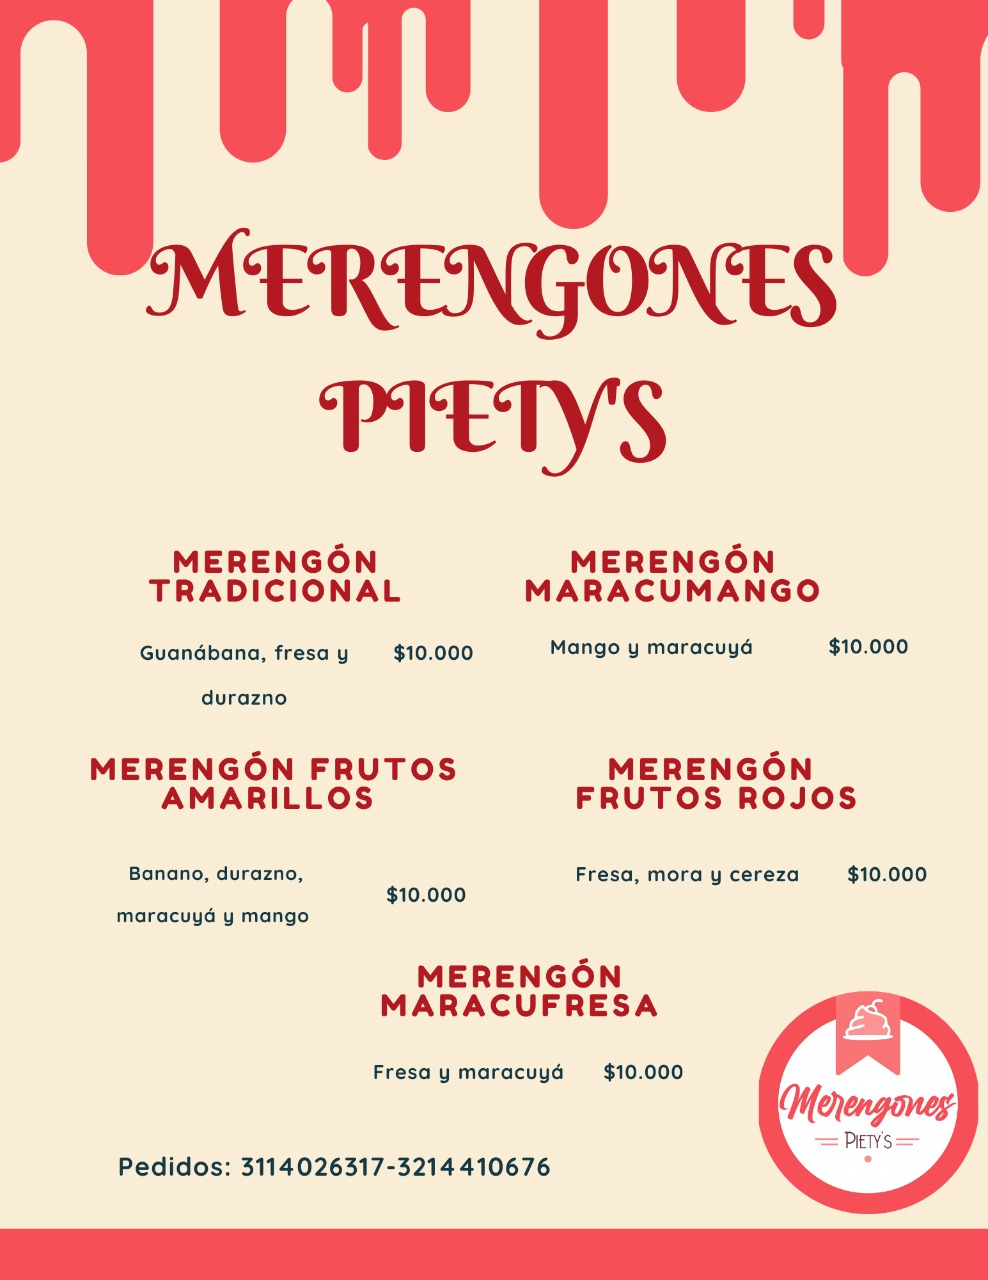 MERENGONES
PIETY'S
MERENGÓN
TRADICIONAL
Guanábana, fresa y
durazno
$10.000
MERENGÓN
MARACUMANGO
Mango y maracuyá
$10.000
MERENGÓN FRUTOS
AMARILLOS
Banano, durazno,
maracuyá y mango
$10.000
MERENGÓN
FRUTOS ROJOS
Fresa, mora y cereza
$10.000
MERENGÓN
MARACUFRESA
Fresa y maracuyá
$10.000
Pedidos: 3114026317-3214410676
Merengones
PIETY'S